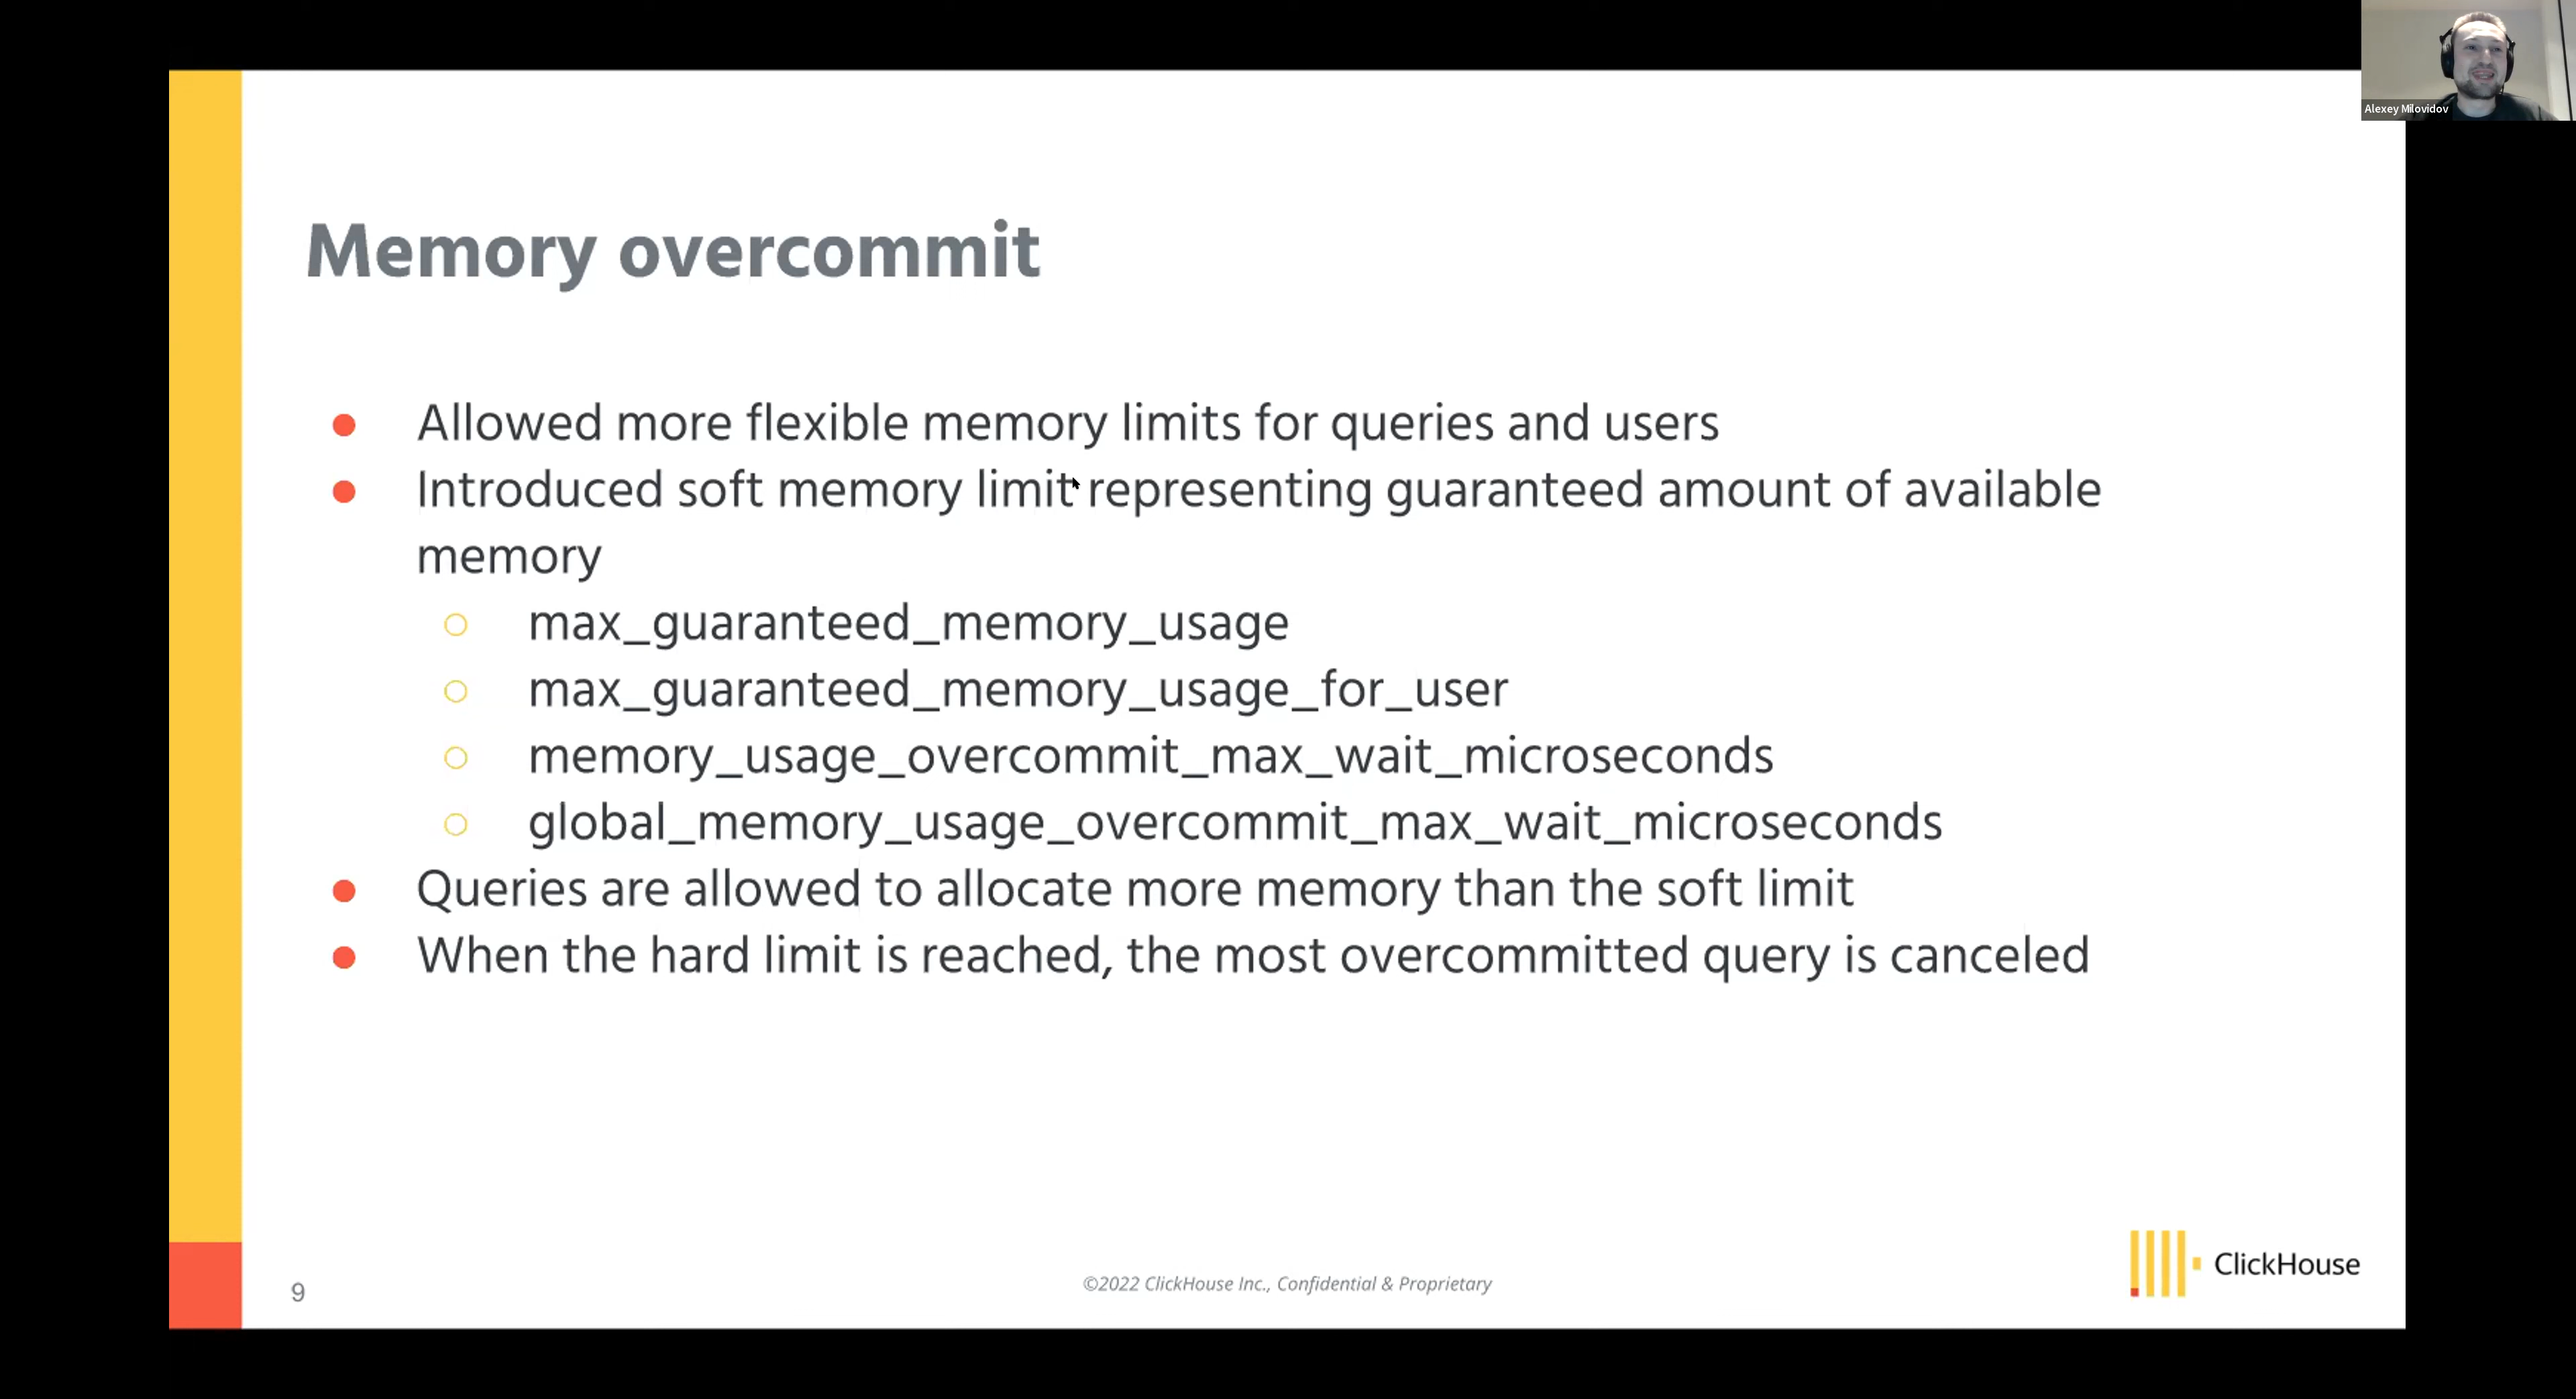 Alexey Milovidov
Memory overcommit
Allowed more flexible memory limits for queries and users
Introduced soft memory limit representing guaranteed amount of available
memory
max_guaranteed_memory_usage
max_guaranteed_memory_usage_for_user
memory_usage_overcommit_max_wait_microseconds
global_memory_usage_overcommit_max_wait_microseconds
Queries are allowed to allocate more memory than the soft limit
When the hard limit is reached, the most overcommitted query is canceled
9
©2022 ClickHouse Inc., Confidential & Proprietary
ClickHouse